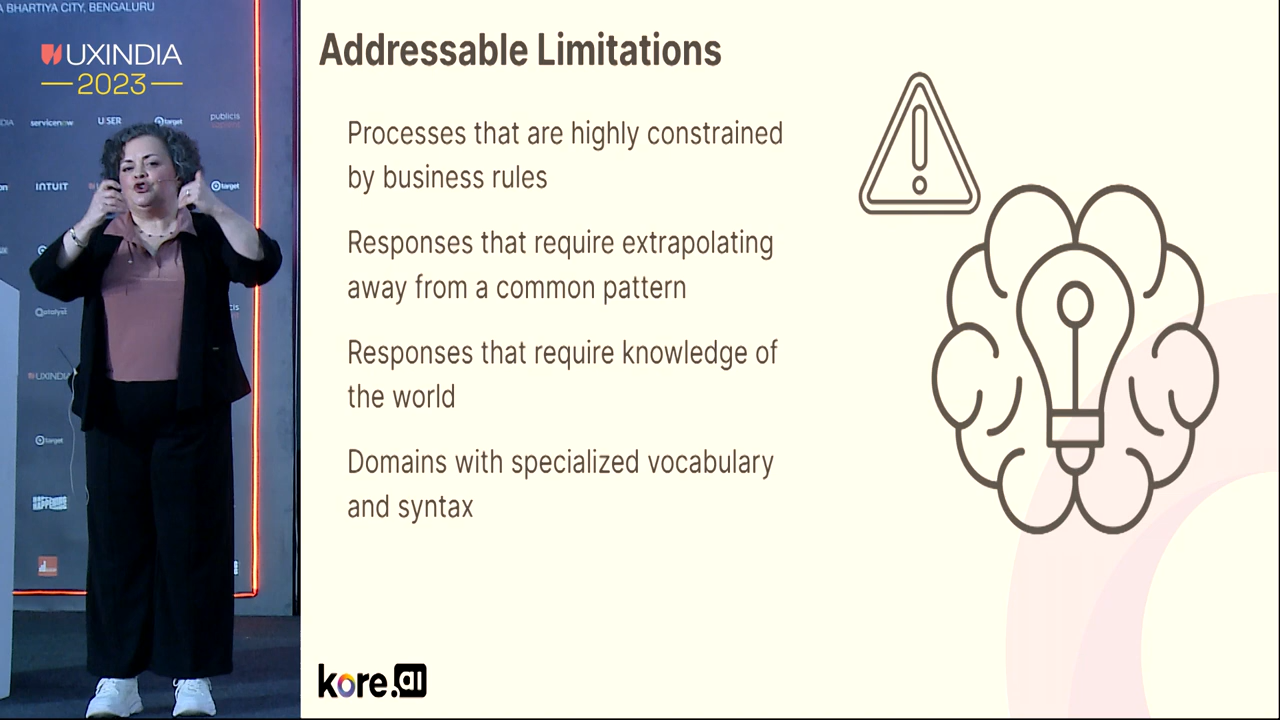 A BHARTIYA CITY, BENGALURU
UXINDIA
2023
servicenow
U SER
target
publicis
INTUIT
target
UXINDIA
target
Addressable Limitations
Processes that are highly constrained
by business rules
Responses that require extrapolating
away from a common pattern
Responses that require knowledge of
the world
Domains with specialized vocabulary
and syntax
kore.ai